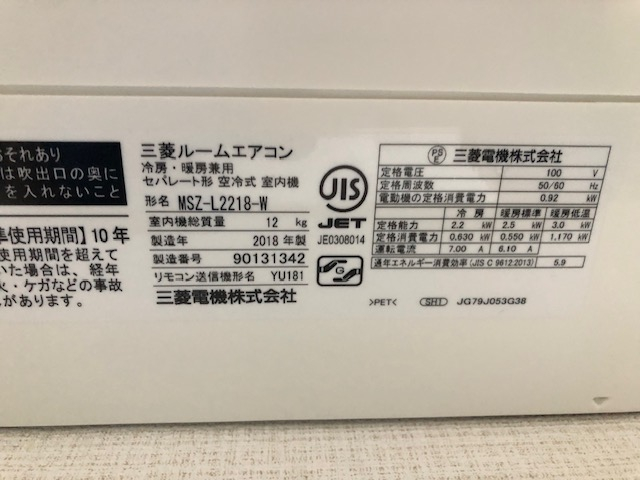 それあり
は吹出口の奥に
を入れないこと
準使用期間】10年
使用期間を超えて
いた場合は、経年
火・ケガなどの事故
三菱ルームエアコン
冷房・暖房兼用
セパレート形 空冷式 室内機
形名 MSZ-L2218-W
室内機総質量 12 kg
製造年 2018 年製
製造番号 90131342
リモコン送信機形名 YU181
三菱電機株式会社
JIS
JET
JE0308014
G
PS
E
三菱電機株式会社
定格電圧 100 V
定格周波数 50/60 Hz
電動機の定格消費電力 0.92 kW
冷 房 暖房標準 暖房低温
定格能力 2.2 kW 2.5 kW 3.0 kW
定格消費電力 0.630 kW 0.550 kW 1.170 kW
運転電流 7.00 A 6.10 A
通年エネルギー消費効率(JIS C 9612:2013) 5.9
>PET< SH1 JG79J053G38